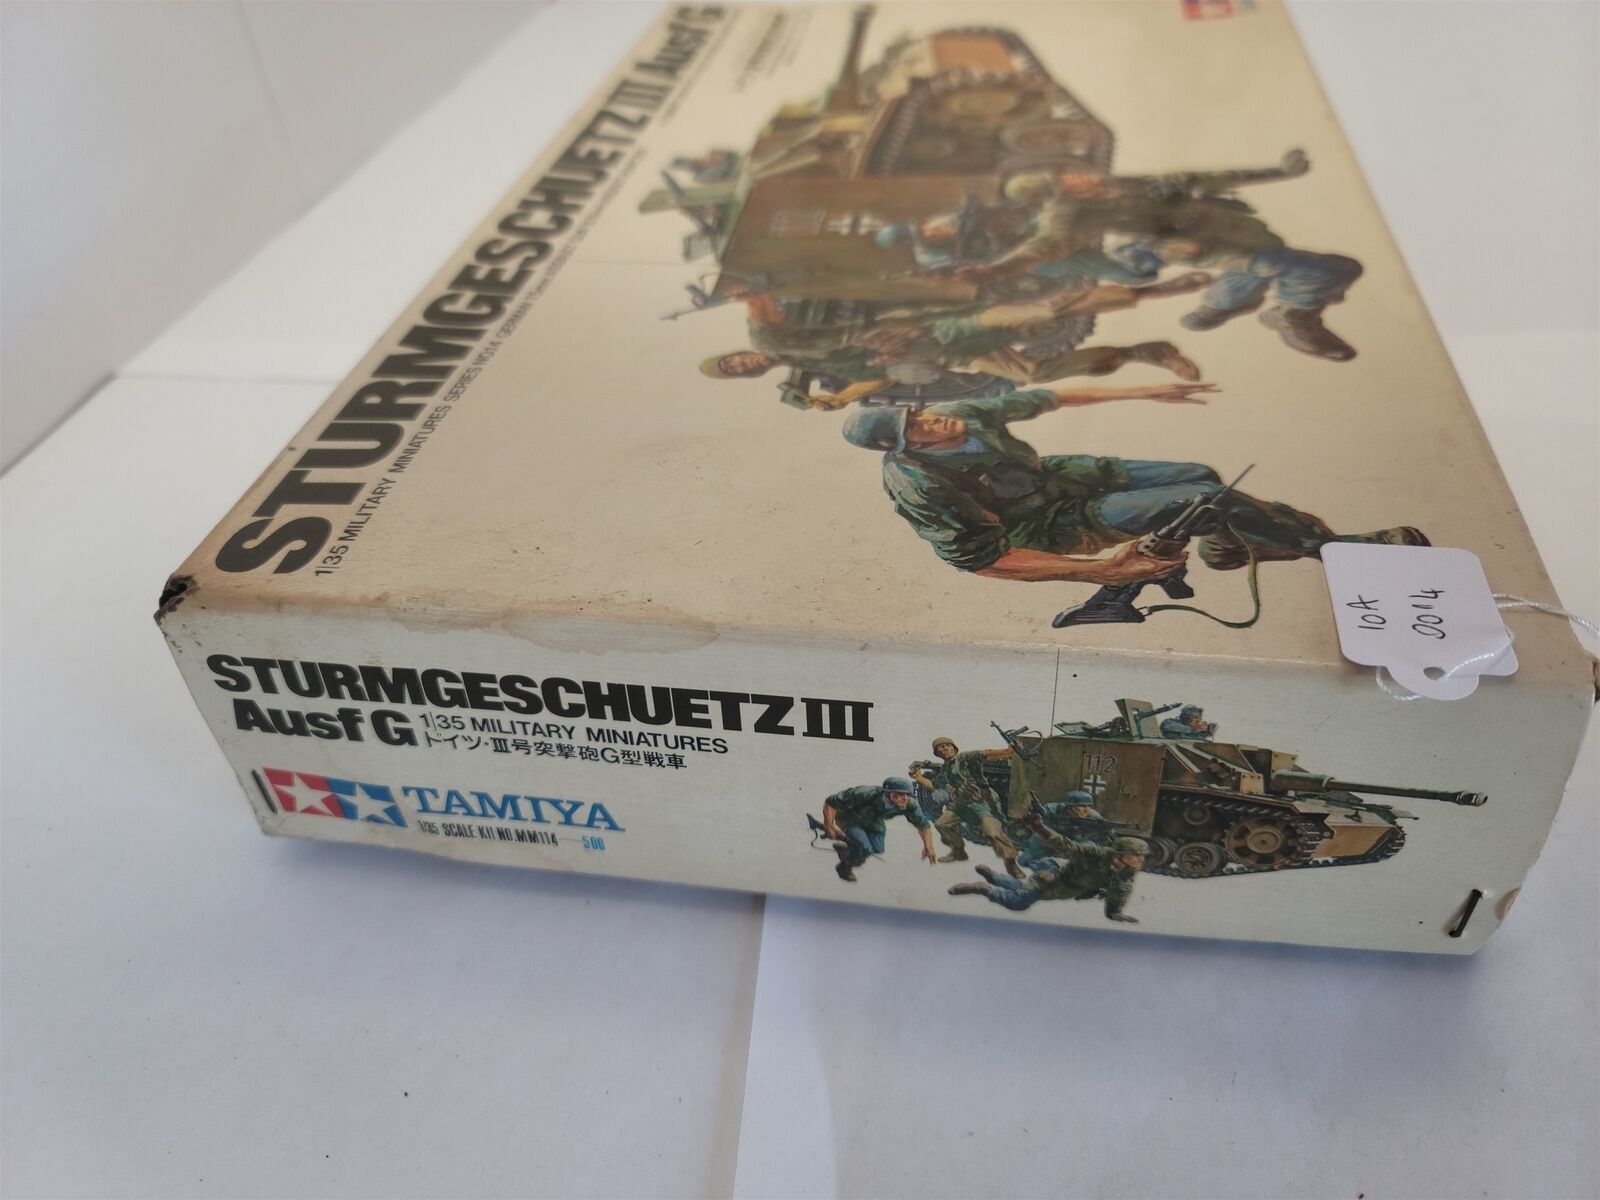 STURMGESCHUETZ III Ausf G
1/35 MILITARY MINIATURES SERIES NO14 GERMAN
10A
0014
STURMGESCHUETZ III
Ausf G
1/35 MILITARY MINIATURES
ドイツ・III号突撃砲G型戦車
TAMIYA
1/35 SCALE KIT NO.MM114 500
112